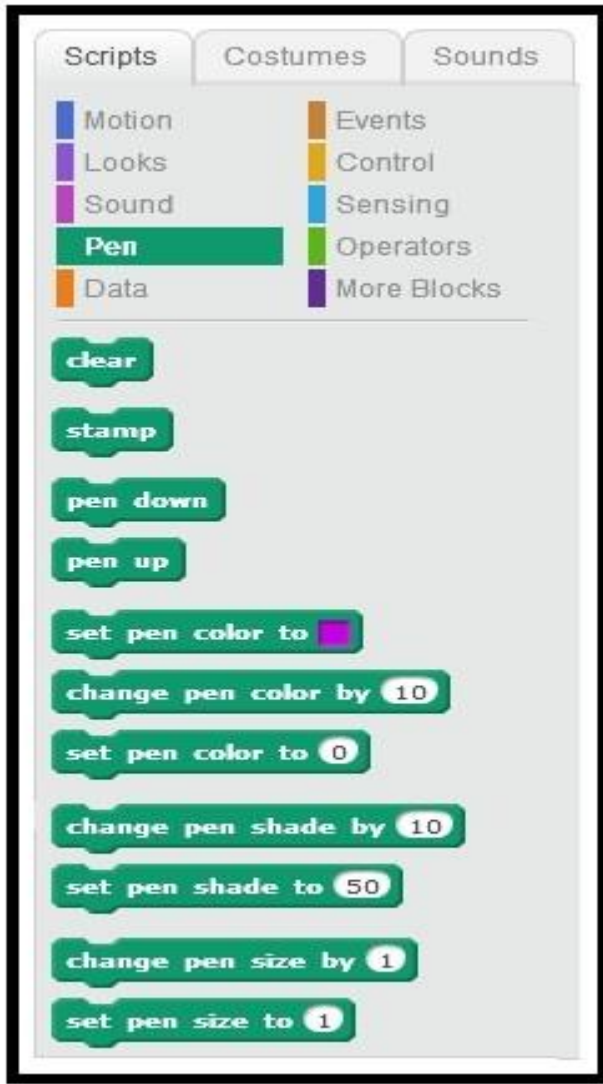 Scripts Costumes Sounds
Motion Events
Looks Control
Sound Sensing
Pen Operators
Data More Blocks
clear
stamp
pen down
pen up
set pen color to
change pen color by 10
set pen color to 0
change pen shade by 10
set pen shade to 50
change pen size by 1
set pen size to 1